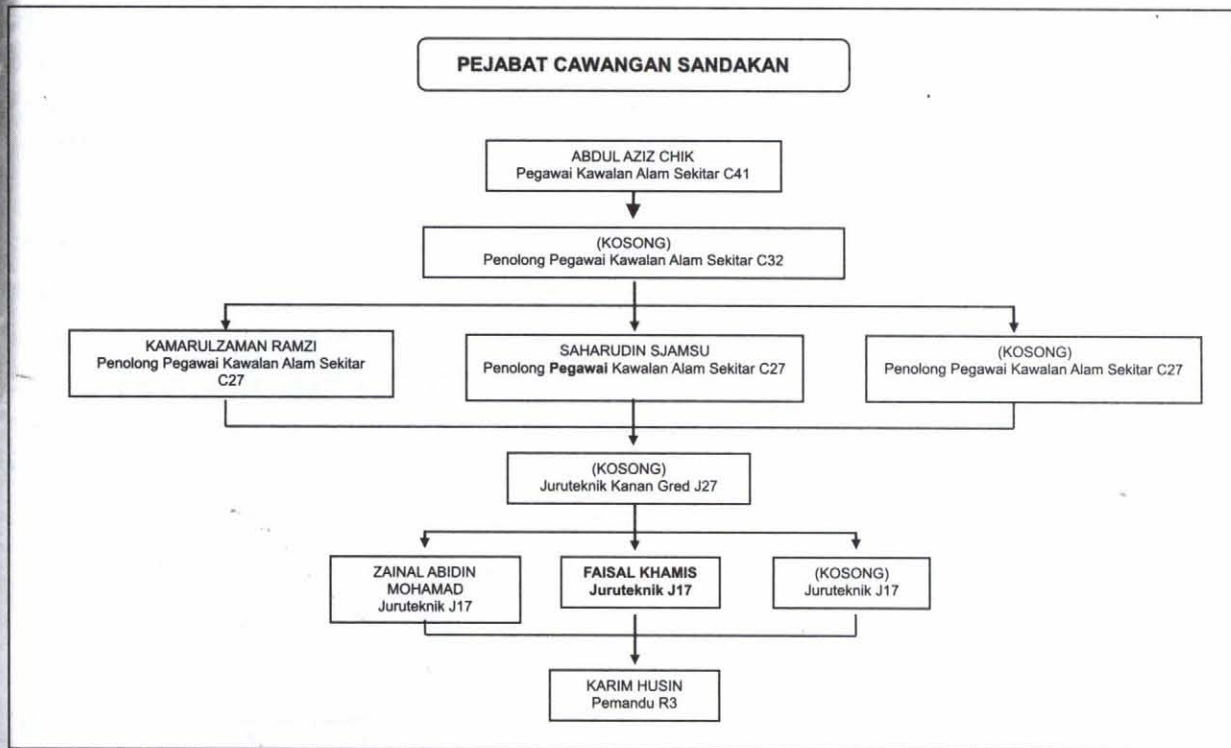 PEJABAT CAWANGAN SANDAKAN
ABDUL AZIZ CHIK
Pegawai Kawalan Alam Sekitar C41
(KOSONG)
Penolong Pegawai Kawalan Alam Sekitar C32
KAMARULZAMAN RAMZI
Penolong Pegawai Kawalan Alam Sekitar
C27
SAHARUDIN SJAMSU
Penolong Pegawai Kawalan Alam Sekitar C27
(KOSONG)
Penolong Pegawai Kawalan Alam Sekitar C27
(KOSONG)
Juruteknik Kanan Gred J27
ZAINAL ABIDIN
MOHAMAD
Juruteknik J17
FAISAL KHAMIS
Juruteknik J17
(KOSONG)
Juruteknik J17
KARIM HUSIN
Pemandu R3